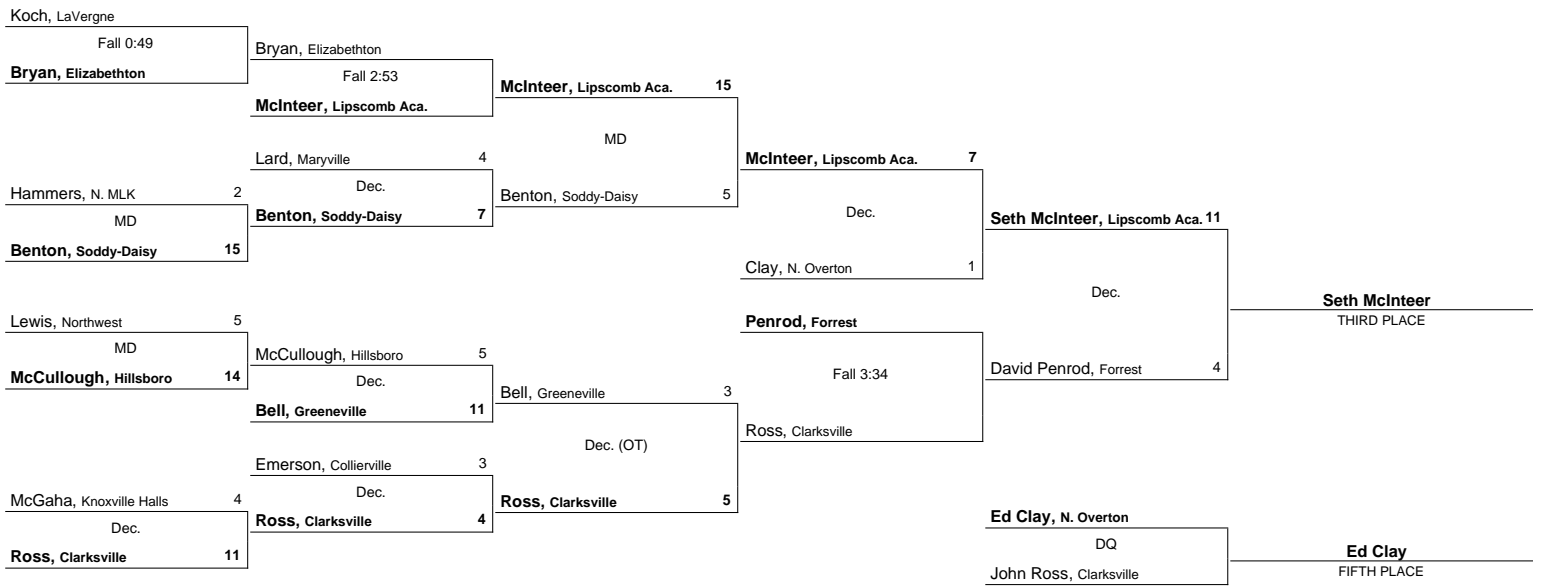 Koch, LaVergne
Fall 0:49
Bryan, Elizabethton
Hammers, N. MLK 2
MD
Benton, Soddy-Daisy 15
Lewis, Northwest 5
MD
McCullough, Hillsboro 14
McGaha, Knoxville Halls 4
Dec.
Ross, Clarksville 11
Bryan, Elizabethton
Fall 2:53
McInteer, Lipscomb Aca.
Lard, Maryville 4
Dec.
Benton, Soddy-Daisy 7
McCullough, Hillsboro 5
Dec.
Bell, Greeneville 11
Emerson, Collierville 3
Dec.
Ross, Clarksville 4
McInteer, Lipscomb Aca. 15
MD
Benton, Soddy-Daisy 5
Bell, Greeneville 3
Dec. (OT)
Ross, Clarksville 5
McInteer, Lipscomb Aca. 7
Dec.
Clay, N. Overton 1
Penrod, Forrest
Fall 3:34
Ross, Clarksville
Seth McInteer, Lipscomb Aca. 11
Dec.
David Penrod, Forrest 4
Seth McInteer
THIRD PLACE
Ed Clay, N. Overton
DQ
John Ross, Clarksville
Ed Clay
FIFTH PLACE